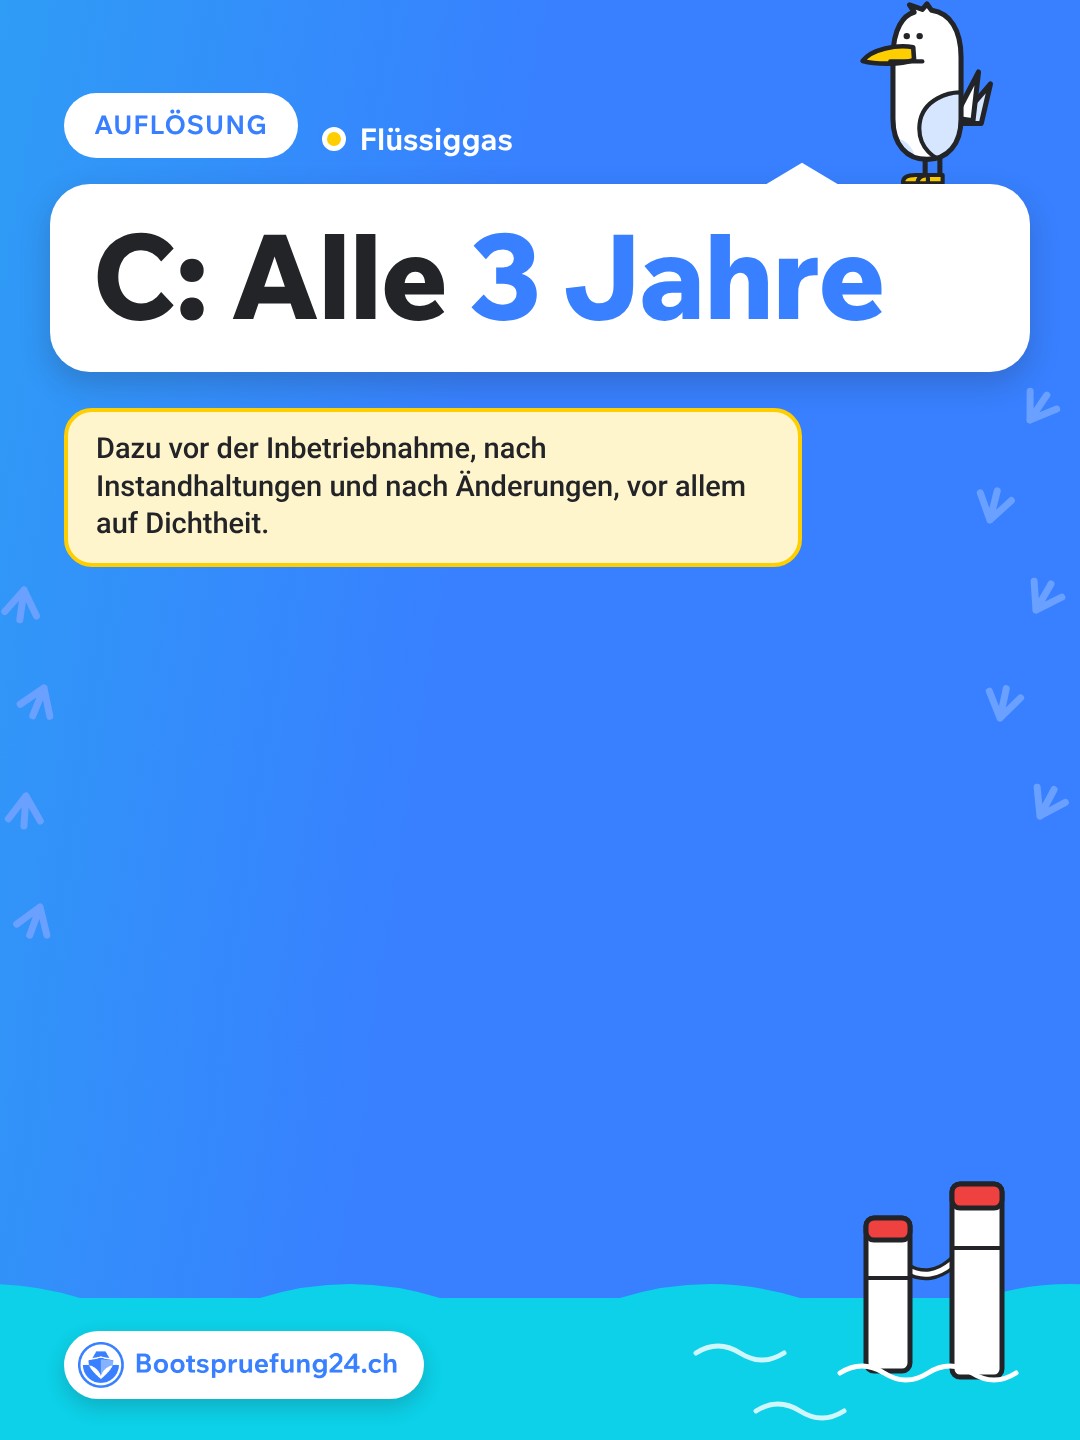 AUFLÖSUNG
Flüssiggas
C: Alle 3 Jahre
Dazu vor der Inbetriebnahme, nach
Instandhaltungen und nach Änderungen, vor allem
auf Dichtheit.
Bootspruefung24.ch